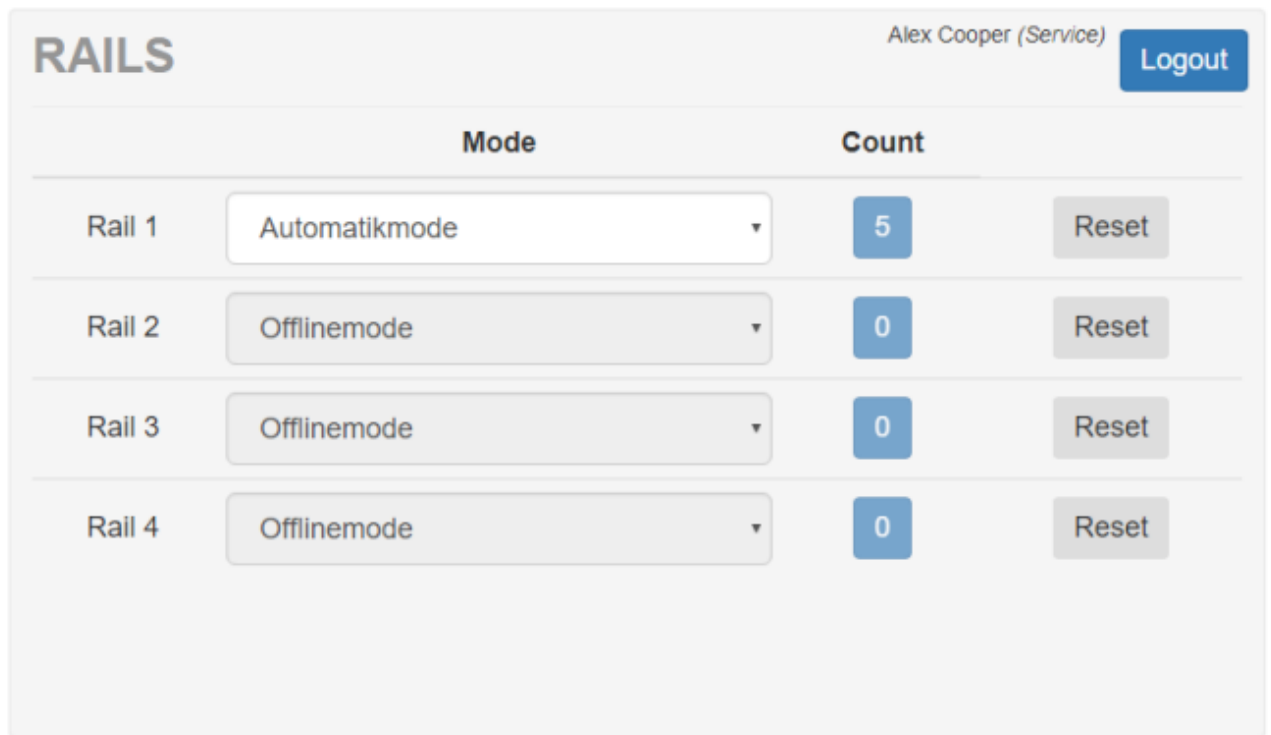 RAILS
Alex Cooper (Service)
Logout
Mode Count
Rail 1 Automatikmode 5 Reset
Rail 2 Offlinemode 0 Reset
Rail 3 Offlinemode 0 Reset
Rail 4 Offlinemode 0 Reset